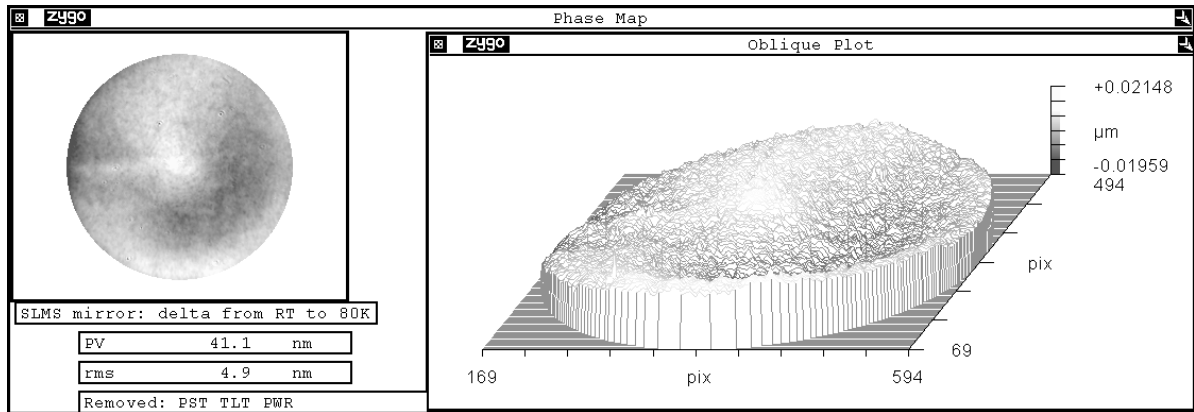 zygo Phase Map
zygo Oblique Plot
+0.02148
µm
-0.01959
494
pix
69
169 pix 594
SLMS mirror: delta from RT to 80K
PV 41.1 nm
rms 4.9 nm
Removed: PST TLT PWR